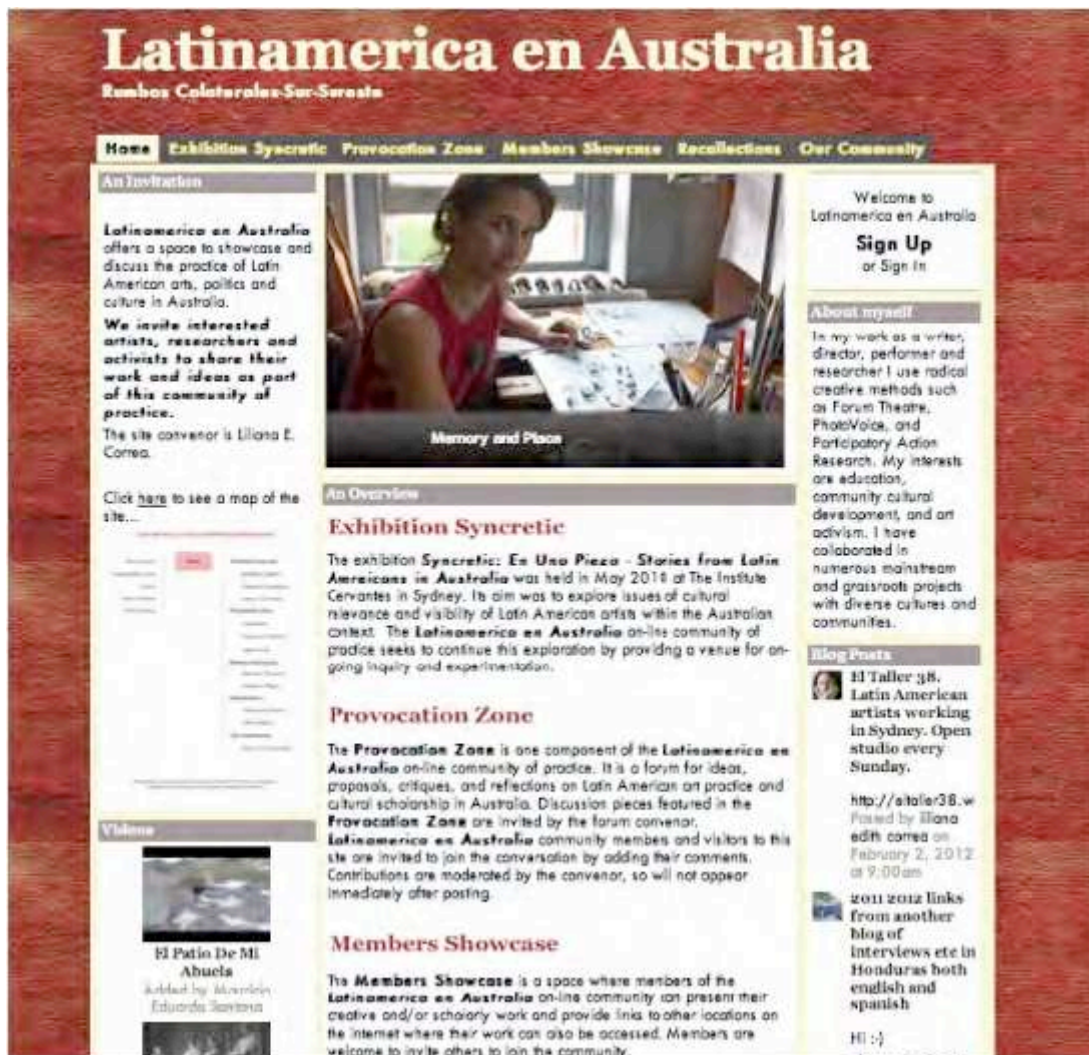 Latinamerica en Australia
Rumbos Colaterales-Sur-Sureste
Home Exhibition Syncretic Provocation Zone Members Showcase Recollections Our Community
An Invitation
Latinamerica en Australia
offers a space to showcase and
discuss the practice of Latin
American arts, politics and
culture in Australia.
We invite interested
artists, researchers and
activists to share their
work and ideas as part
of this community of
practice.
The site convenor is Liliana E.
Correa.
Click here to see a map of the
site...
Videos
El Patio De Mi
Abuela
Added by
Eduardo Santana
Memory and Place
An Overview
Exhibition Syncretic
The exhibition Syncretic: En Una Pieza - Stories from Latin
Amreicans in Australia was held in May 2011 at The Institute
Cervantes in Sydney. Its aim was to explore issues of cultural
relevance and visibility of Latin American artists within the Australian
context. The Latinamerica en Australia on-line community of
practice seeks to continue this exploration by providing a venue for on-
going inquiry and experimentation.
Provocation Zone
The Provocation Zone is one component of the Latinamerica en
Australia on-line community of practice. It is a forum for ideas,
proposals, critiques, and reflections on Latin American art practice and
cultural scholarship in Australia. Discussion pieces featured in the
Provocation Zone are invited by the forum convenor.
Latinamerica en Australia community members and visitors to this
site are invited to join the conversation by adding their comments.
Contributions are moderated by the convenor, so will not appear
immediately after posting.
Members Showcase
The Members Showcase is a space where members of the
Latinamerica en Australia on-line community can present their
creative and/or scholarly work and provide links to other locations on
the internet where their work can also be accessed. Members are
welcome to invite others to join the community.
Welcome to
Latinamerica en Australia
Sign Up
or Sign In
About myself
In my work as a writer,
director, performer and
researcher I use radical
creative methods such
as Forum Theatre,
PhotoVoice, and
Participatory Action
Research. My interests
are education,
community cultural
development, and art
activism. I have
collaborated in
numerous mainstream
and grassroots projects
with diverse cultures and
communities.
Blog Posts
El Taller 38.
Latin American
artists working
in Sydney. Open
studio every
Sunday.
http://eltaller38.w
Posted by liliana
edith correa on
February 2, 2012
at 9:00am
2011 2012 links
from another
blog of
interviews etc in
Honduras both
english and
spanish
Hi :-)